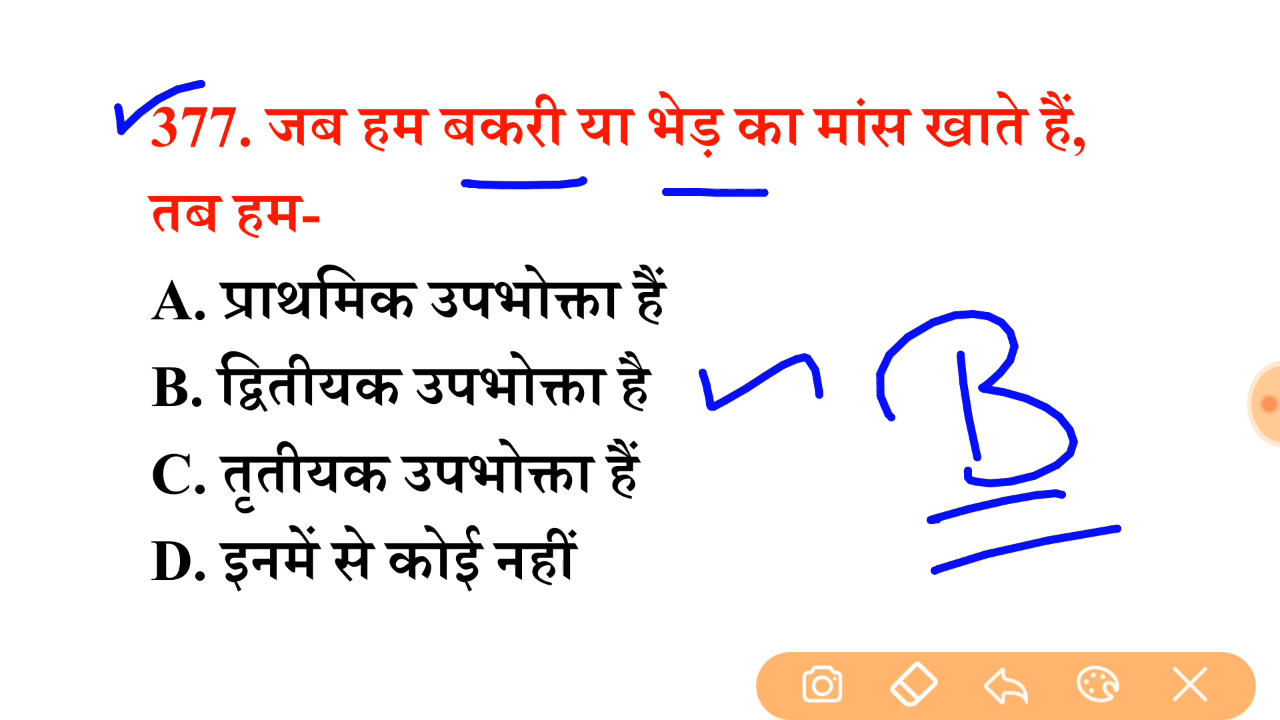 377. जब हम बकरी या भेड़ का मांस खाते हैं,
तब हम-
A. प्राथमिक उपभोक्ता हैं
B. द्वितीयक उपभोक्ता है
C. तृतीयक उपभोक्ता हैं
D. इनमें से कोई नहीं
B